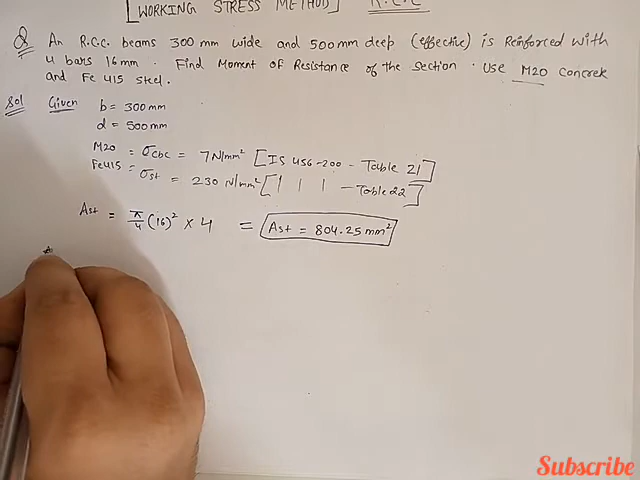 [WORKING STRESS METHOD] R.C.C
Q An R.C.C. beams 300 mm wide and 500 mm deep (effective) is Reinforced with
4 bars 16 mm. Find Moment of Resistance of the Section. Use M20 Concrete
and Fe 415 Steel.
Sol Given b = 300 mm
d = 500 mm
M20 = σcbc = 7 N/mm² [IS 456-200 - Table 21]
Fe415 = σst = 230 N/mm² [ | | | - Table 22]
Ast = π/4 (16)² × 4 = Ast = 804.25 mm²
Subscribe